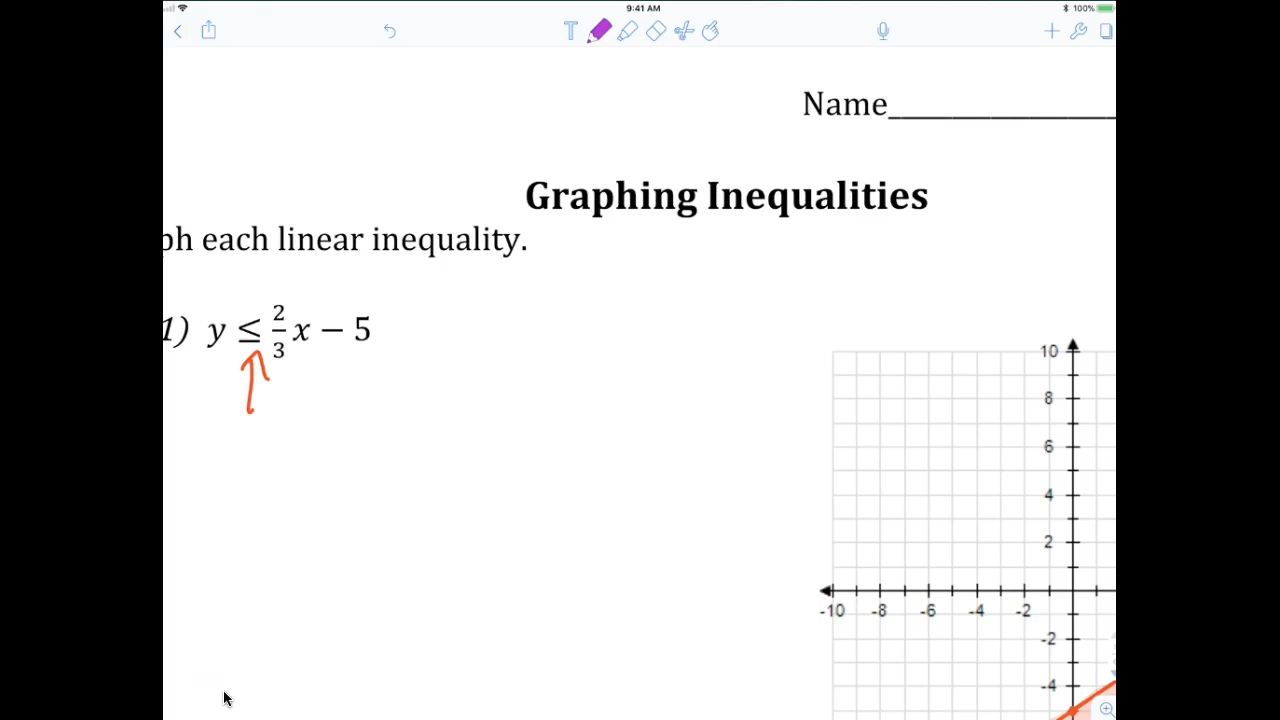 9:41 AM
100%
T
Name
Graphing Inequalities
ph each linear inequality.
1) y ≤ 2/3 x − 5
10
8
6
4
2
-10 -8 -6 -4 -2
-2
-4